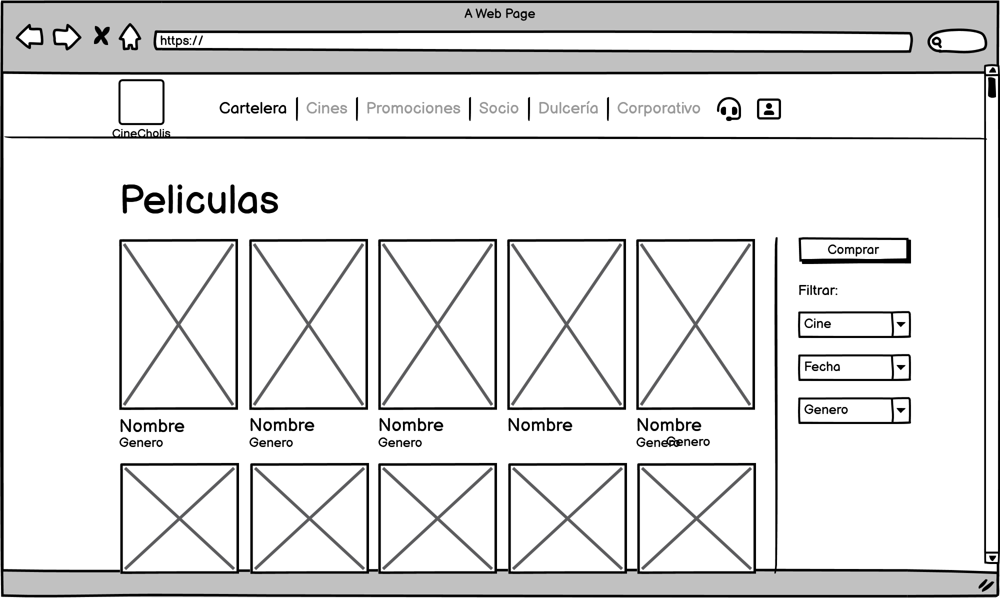 A Web Page
https://
Cartelera Cines Promociones Socio Dulcería Corporativo
CineCholis
Peliculas
Comprar
Filtrar:
Cine
Fecha
Genero
Nombre Nombre Nombre Nombre Nombre
Genero Genero Genero Genero Genero